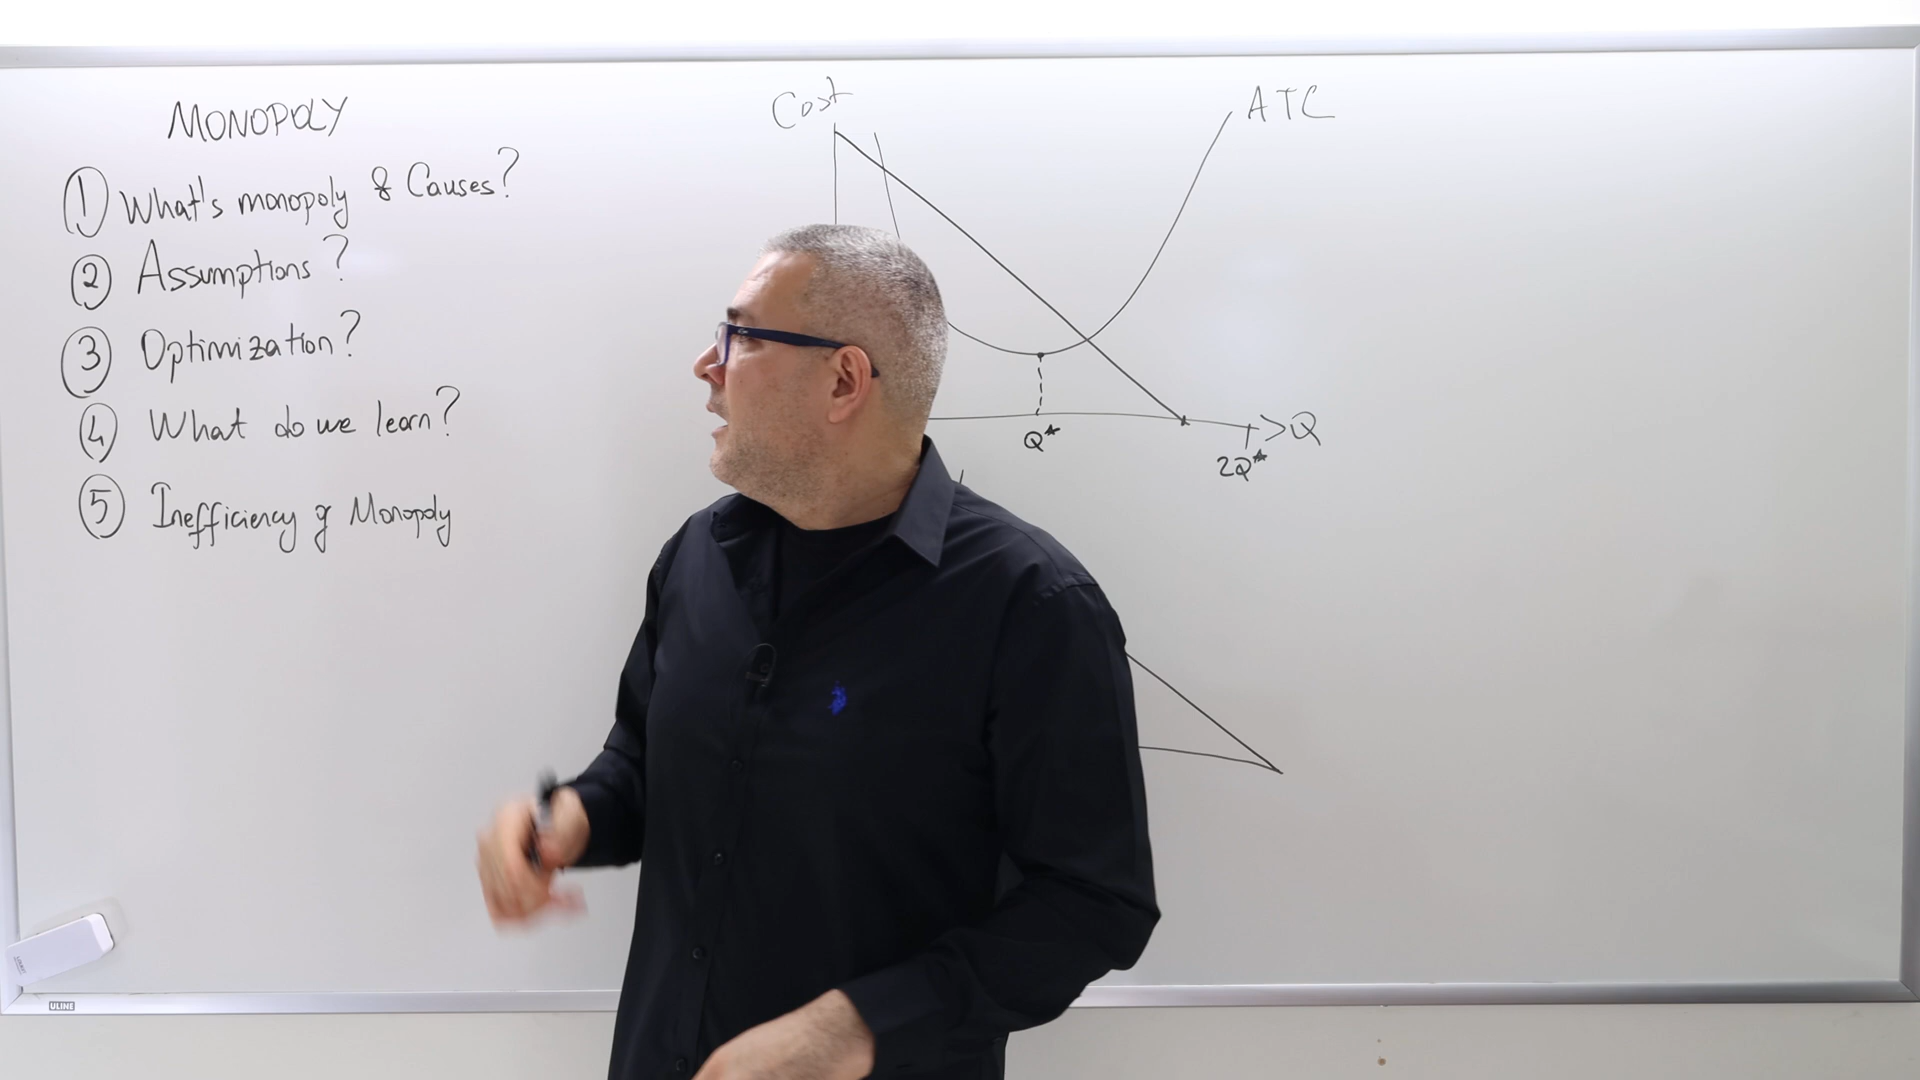 MONOPOLY
1 What's monopoly & Causes?
2 Assumptions?
3 Optimization?
4 What do we learn?
5 Inefficiency of Monopoly
Cost
ATC
Q*
2Q*
Q
ULINE